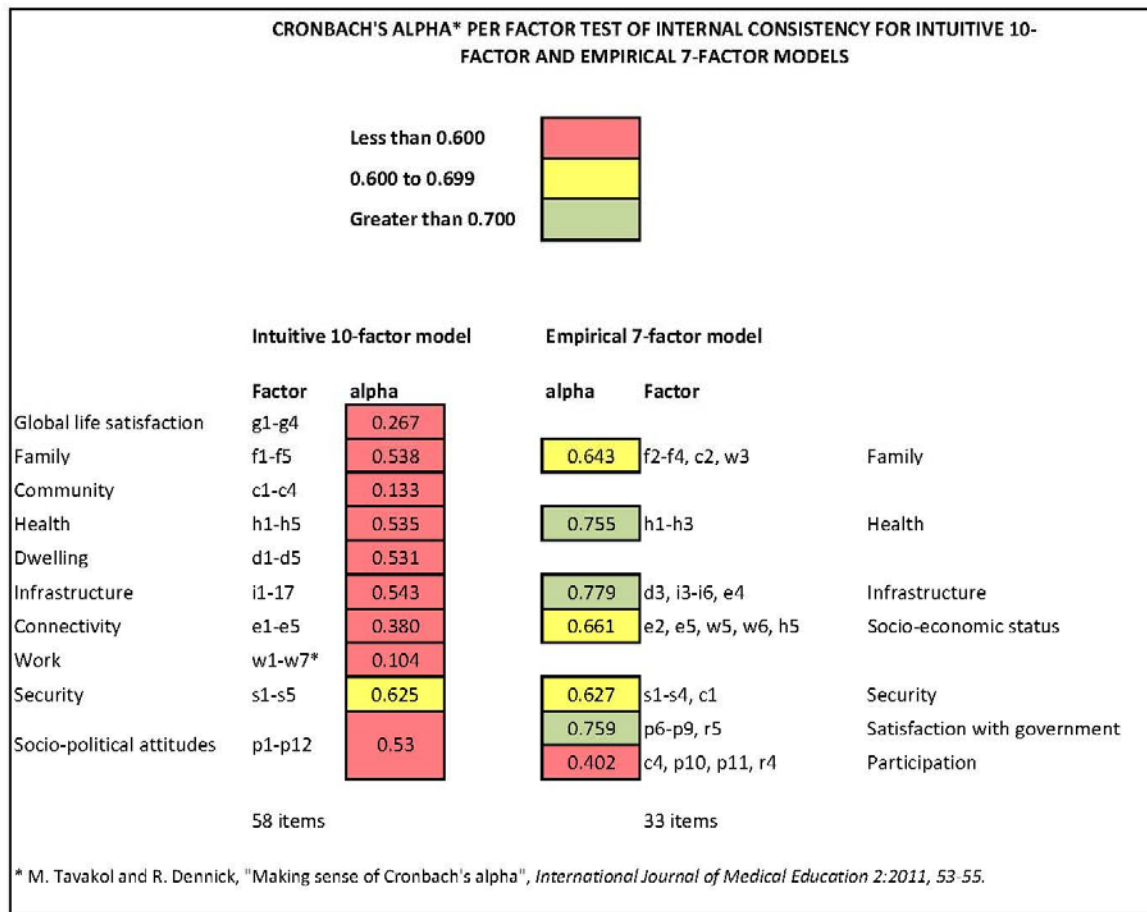 CRONBACH'S ALPHA* PER FACTOR TEST OF INTERNAL CONSISTENCY FOR INTUITIVE 10-
FACTOR AND EMPIRICAL 7-FACTOR MODELS
Less than 0.600
0.600 to 0.699
Greater than 0.700
Intuitive 10-factor model Empirical 7-factor model
Factor alpha alpha Factor
Global life satisfaction g1-g4 0.267
Family f1-f5 0.538 0.643 f2-f4, c2, w3 Family
Community c1-c4 0.133
Health h1-h5 0.535 0.755 h1-h3 Health
Dwelling d1-d5 0.531
Infrastructure i1-17 0.543 0.779 d3, i3-i6, e4 Infrastructure
Connectivity e1-e5 0.380 0.661 e2, e5, w5, w6, h5 Socio-economic status
Work w1-w7* 0.104
Security s1-s5 0.625 0.627 s1-s4, c1 Security
0.759 p6-p9, r5 Satisfaction with government
Socio-political attitudes p1-p12 0.53
0.402 c4, p10, p11, r4 Participation
58 items 33 items
* M. Tavakol and R. Dennick, "Making sense of Cronbach's alpha", International Journal of Medical Education 2:2011, 53-55.